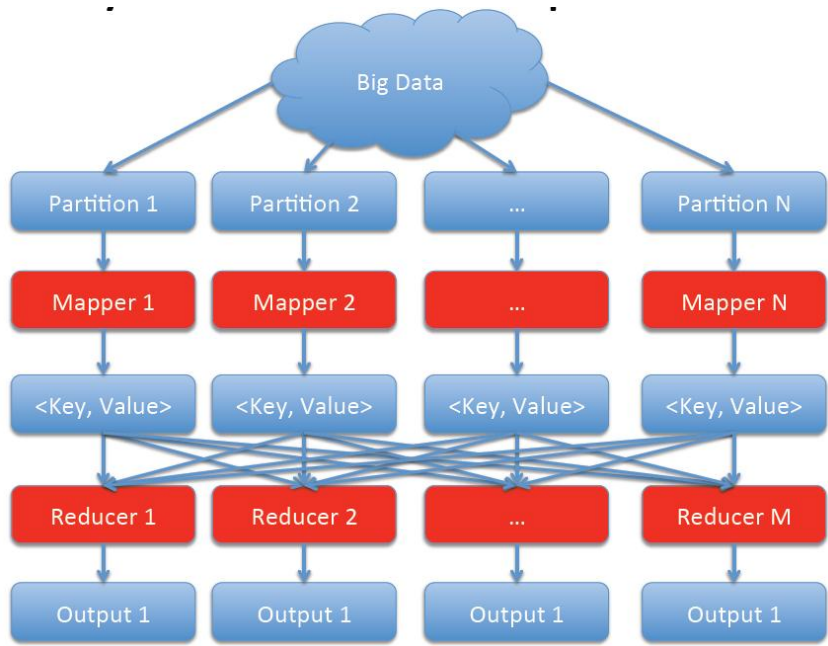 Big Data
Partition 1 Partition 2 ... Partition N
Mapper 1 Mapper 2 ... Mapper N
<Key, Value> <Key, Value> <Key, Value> <Key, Value>
Reducer 1 Reducer 2 ... Reducer M
Output 1 Output 1 Output 1 Output 1